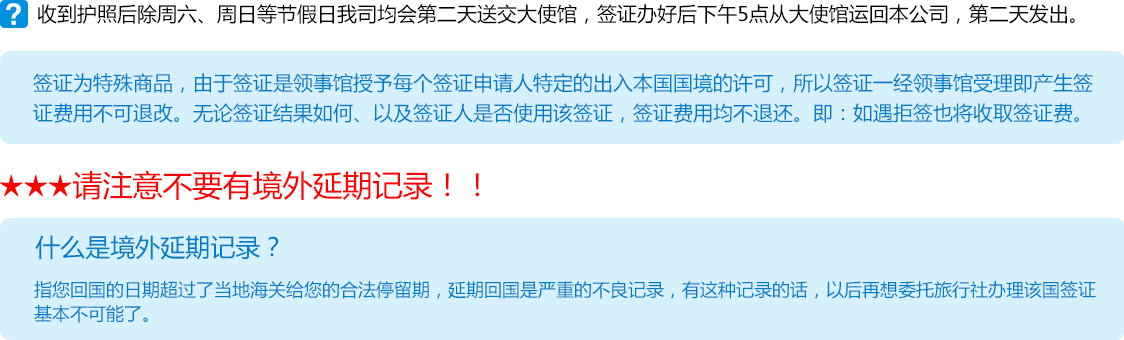 ? 收到护照后除周六、周日等节假日我司均会第二天送交大使馆，签证办好后下午5点从大使馆运回本公司，第二天发出。
签证为特殊商品，由于签证是领事馆授予每个签证申请人特定的出入本国国境的许可，所以签证一经领事馆受理即产生签
证费用不可退改。无论签证结果如何、以及签证人是否使用该签证，签证费用均不退还。即：如遇拒签也将收取签证费。
★★★请注意不要有境外延期记录！！
什么是境外延期记录？
指您回国的日期超过了当地海关给您的合法停留期，延期回国是严重的不良记录，有这种记录的话，以后再想委托旅行社办理该国签证
基本不可能了。